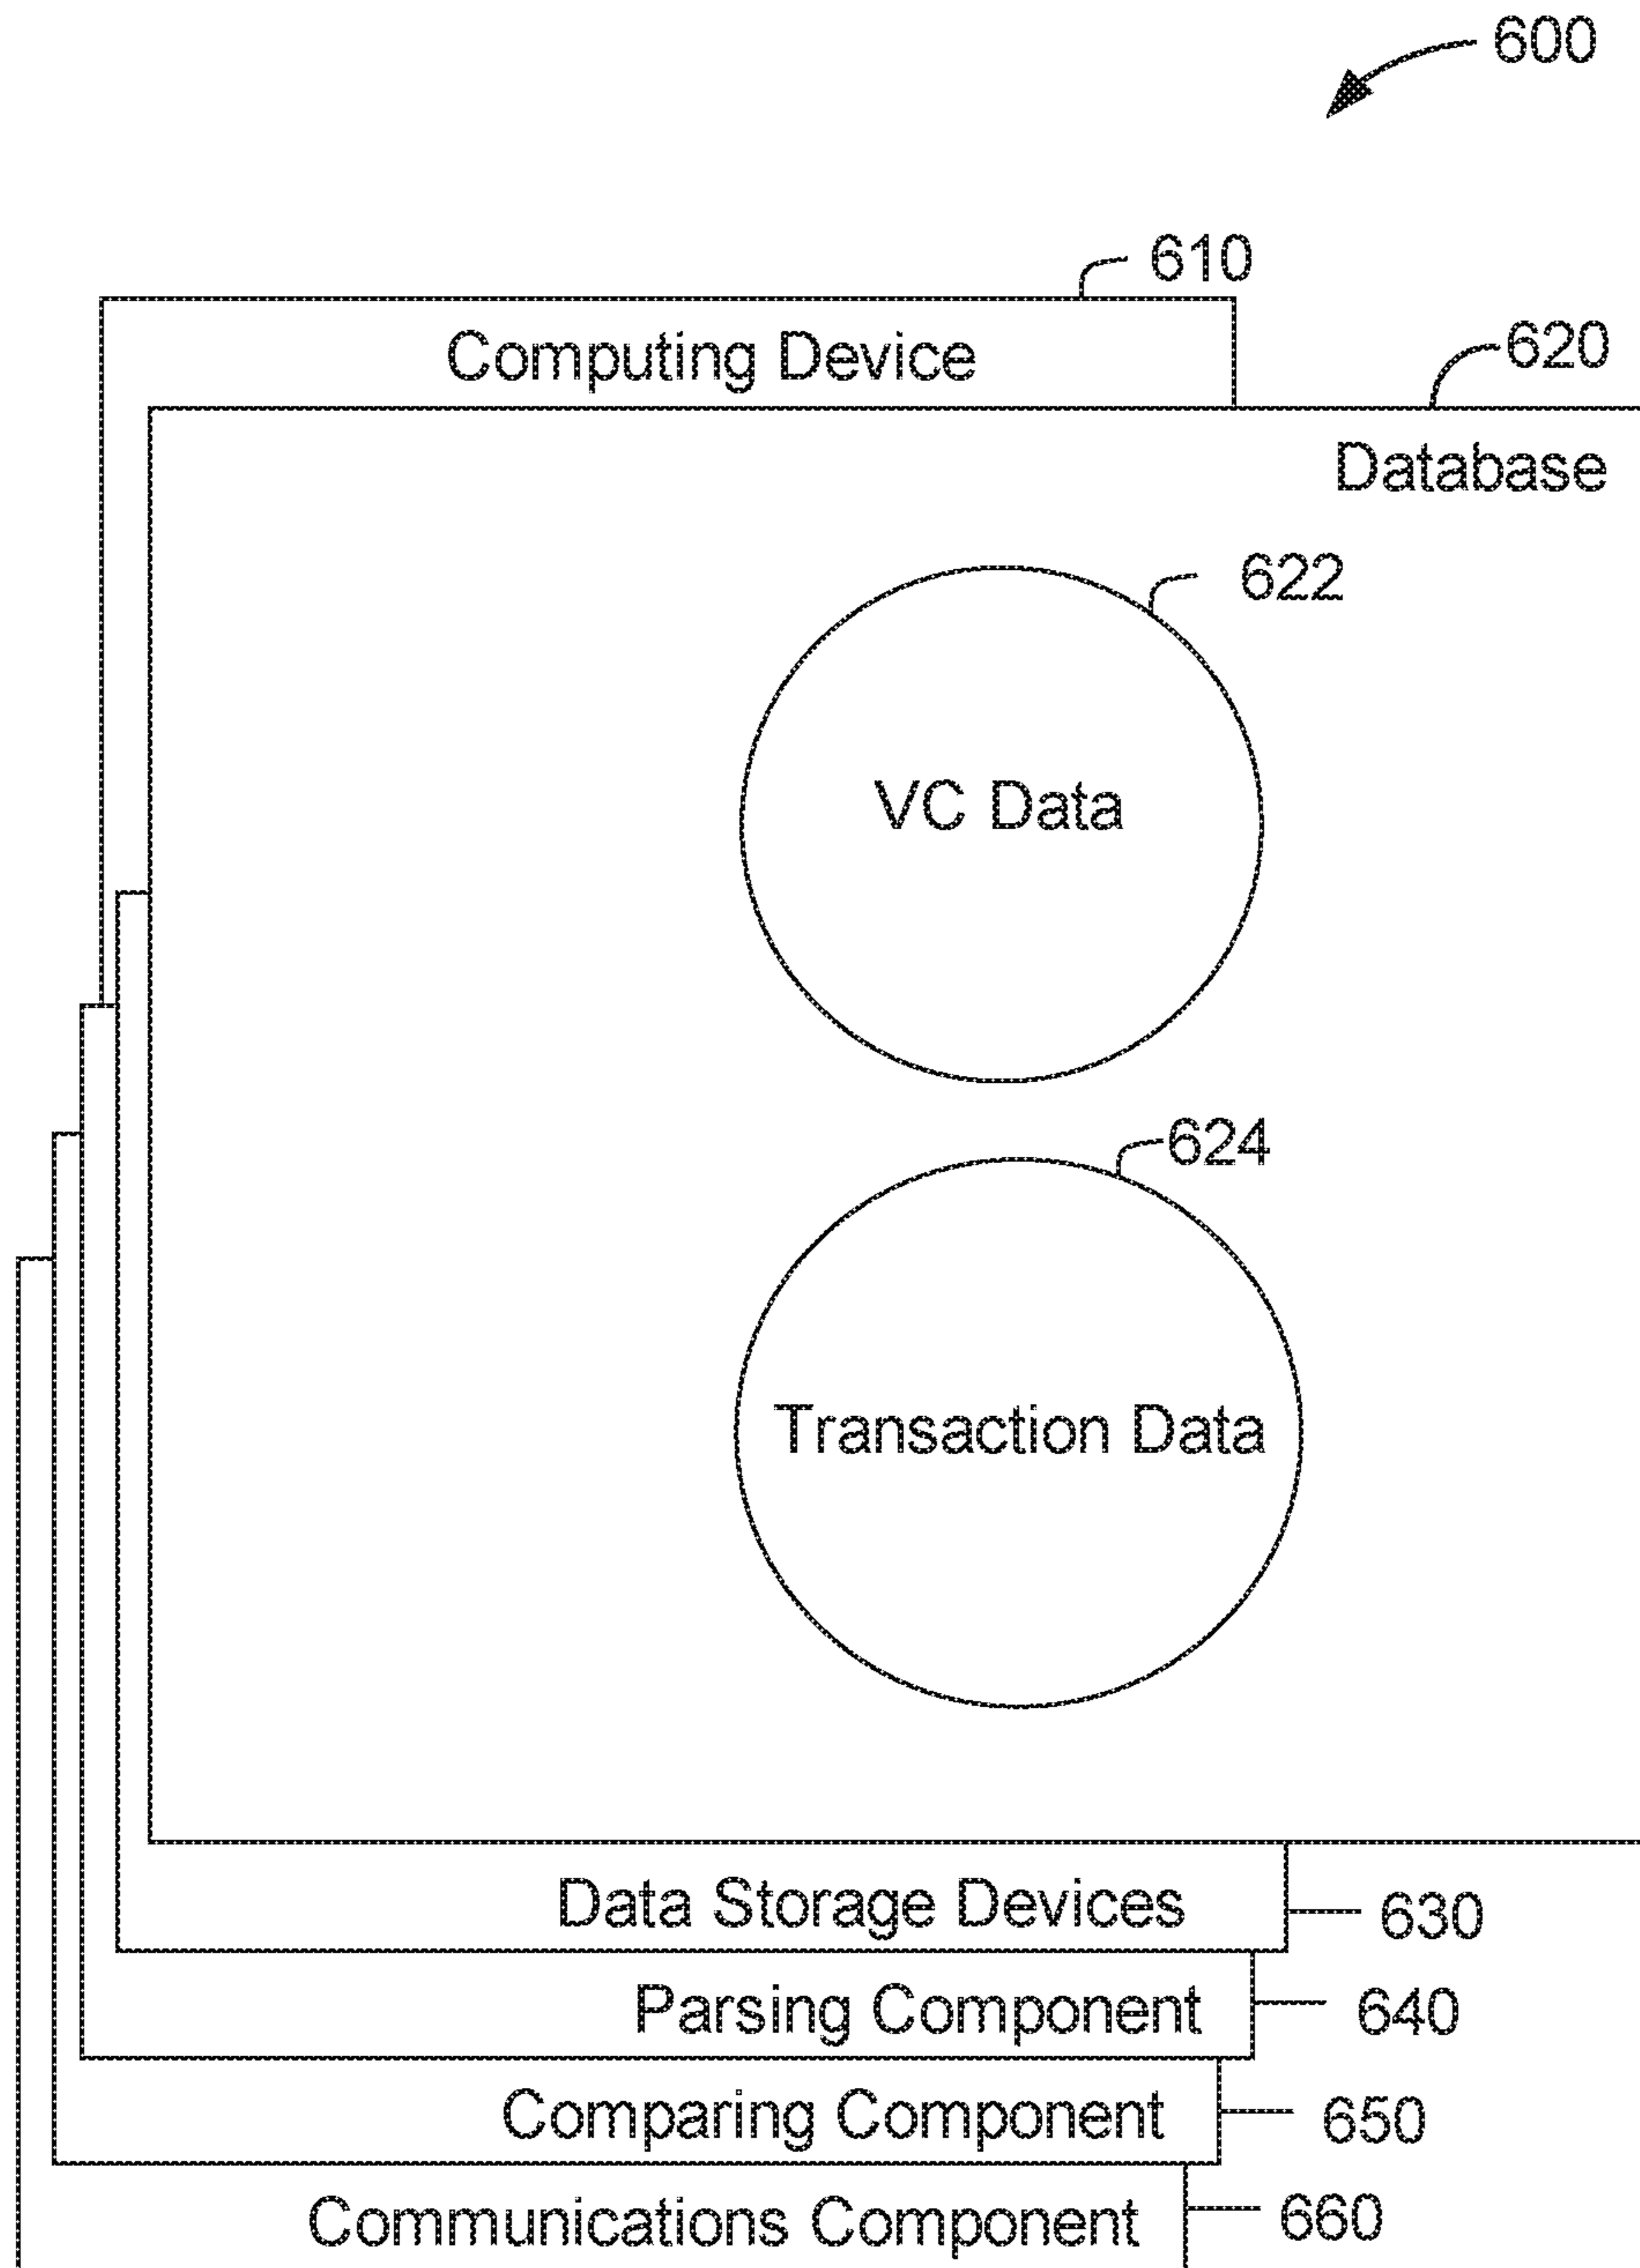 600
610
Computing Device
620
Database
622
VC Data
624
Transaction Data
Data Storage Devices
630
Parsing Component
640
Comparing Component
650
Communications Component
660